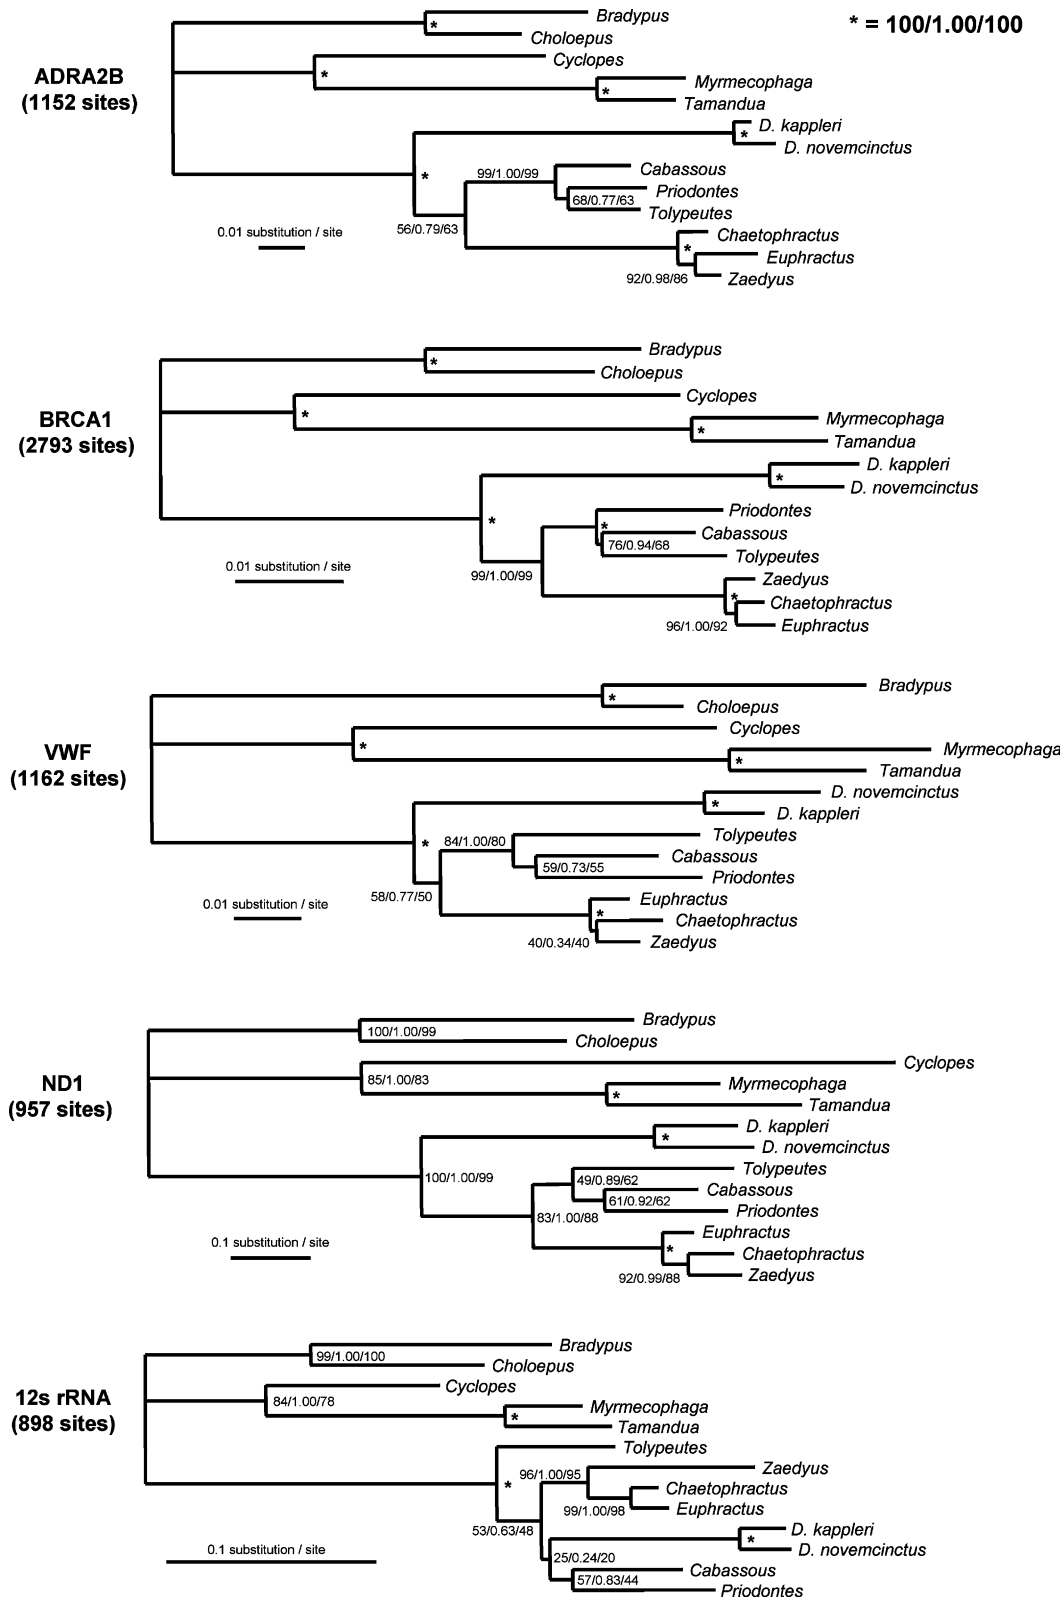 * = 100/1.00/100
ADRA2B
(1152 sites)
Bradypus
*
Choloepus
Cyclopes
*
Myrmecophaga
*
Tamandua
D. kappleri
*
D. novemcinctus
*
99/1.00/99
Cabassous
Priodontes
68/0.77/63
Tolypeutes
56/0.79/63
Chaetophractus
*
Euphractus
92/0.98/86
Zaedyus
0.01 substitution / site
BRCA1
(2793 sites)
Bradypus
*
Choloepus
Cyclopes
*
Myrmecophaga
*
Tamandua
D. kappleri
*
D. novemcinctus
*
Priodontes
*
Cabassous
76/0.94/68
Tolypeutes
99/1.00/99
Zaedyus
*
Chaetophractus
96/1.00/92
Euphractus
0.01 substitution / site
VWF
(1162 sites)
Bradypus
*
Choloepus
Cyclopes
*
Myrmecophaga
*
Tamandua
D. novemcinctus
*
D. kappleri
*
84/1.00/80
Tolypeutes
Cabassous
59/0.73/55
Priodontes
58/0.77/50
Euphractus
*
Chaetophractus
40/0.34/40
Zaedyus
0.01 substitution / site
ND1
(957 sites)
Bradypus
100/1.00/99
Choloepus
Cyclopes
85/1.00/83
Myrmecophaga
*
Tamandua
D. kappleri
*
D. novemcinctus
100/1.00/99
Tolypeutes
49/0.89/62
Cabassous
61/0.92/62
Priodontes
83/1.00/88
Euphractus
*
Chaetophractus
92/0.99/88
Zaedyus
0.1 substitution / site
12s rRNA
(898 sites)
Bradypus
99/1.00/100
Choloepus
Cyclopes
84/1.00/78
Myrmecophaga
*
Tamandua
Tolypeutes
*
96/1.00/95
Zaedyus
Chaetophractus
99/1.00/98
Euphractus
53/0.63/48
D. kappleri
*
D. novemcinctus
25/0.24/20
Cabassous
57/0.83/44
Priodontes
0.1 substitution / site